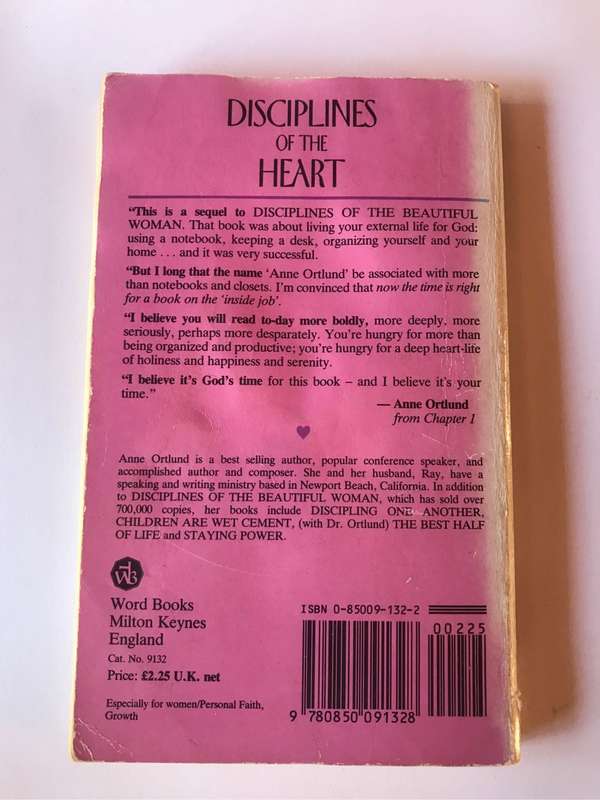 DISCIPLINES
OF THE
HEART
“This is a sequel to DISCIPLINES OF THE BEAUTIFUL
WOMAN. That book was about living your external life for God:
using a notebook, keeping a desk, organizing yourself and your
home . . . and it was very successful.
“But I long that the name ‘Anne Ortlund’ be associated with more
than notebooks and closets. I’m convinced that now the time is right
for a book on the ‘inside job’.
“I believe you will read to-day more boldly, more deeply, more
seriously, perhaps more desparately. You’re hungry for more than
being organized and productive; you’re hungry for a deep heart-life
of holiness and happiness and serenity.
“I believe it’s God’s time for this book – and I believe it’s your
time.”
— Anne Ortlund
from Chapter 1
Anne Ortlund is a best selling author, popular conference speaker, and
accomplished author and composer. She and her husband, Ray, have a
speaking and writing ministry based in Newport Beach, California. In addition
to DISCIPLINES OF THE BEAUTIFUL WOMAN, which has sold over
700,000 copies, her books include DISCIPLING ONE ANOTHER,
CHILDREN ARE WET CEMENT, (with Dr. Ortlund) THE BEST HALF
OF LIFE and STAYING POWER.
Word Books
Milton Keynes
England
Cat. No. 9132
Price: £2.25 U.K. net
Especially for women/Personal Faith,
Growth
ISBN 0-85009-132-2
00225
9 780850 091328